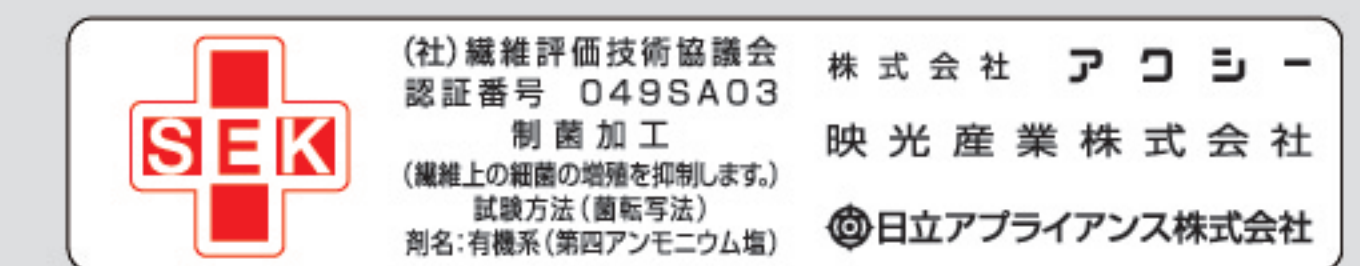 SEK
(社)繊維評価技術協議会
認証番号 049SA03
制菌加工
(繊維上の細菌の増殖を抑制します。)
試験方法(菌転写法)
剤名:有機系(第四アンモニウム塩)
株式会社 アクシー
映光産業株式会社
日立アプライアンス株式会社